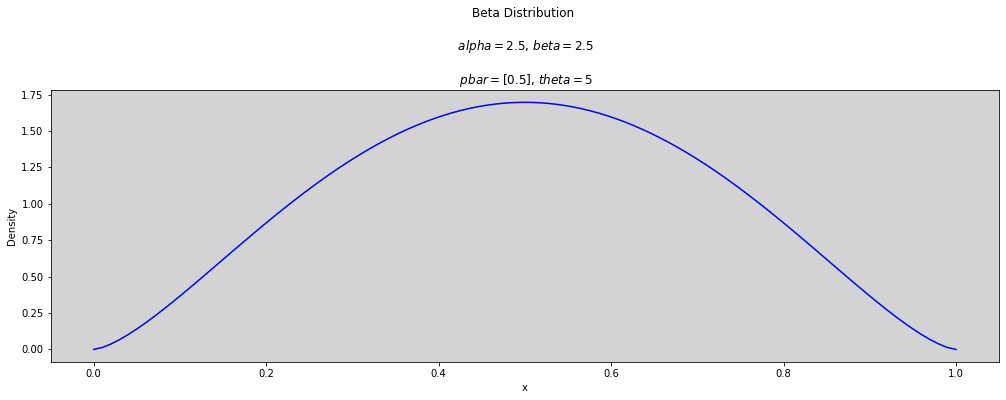 Beta Distribution
alpha = 2.5, beta = 2.5
pbar = [0.5], theta = 5
1.75
1.50
1.25
1.00
0.75
0.50
0.25
0.00
Density
0.0 0.2 0.4 0.6 0.8 1.0
x